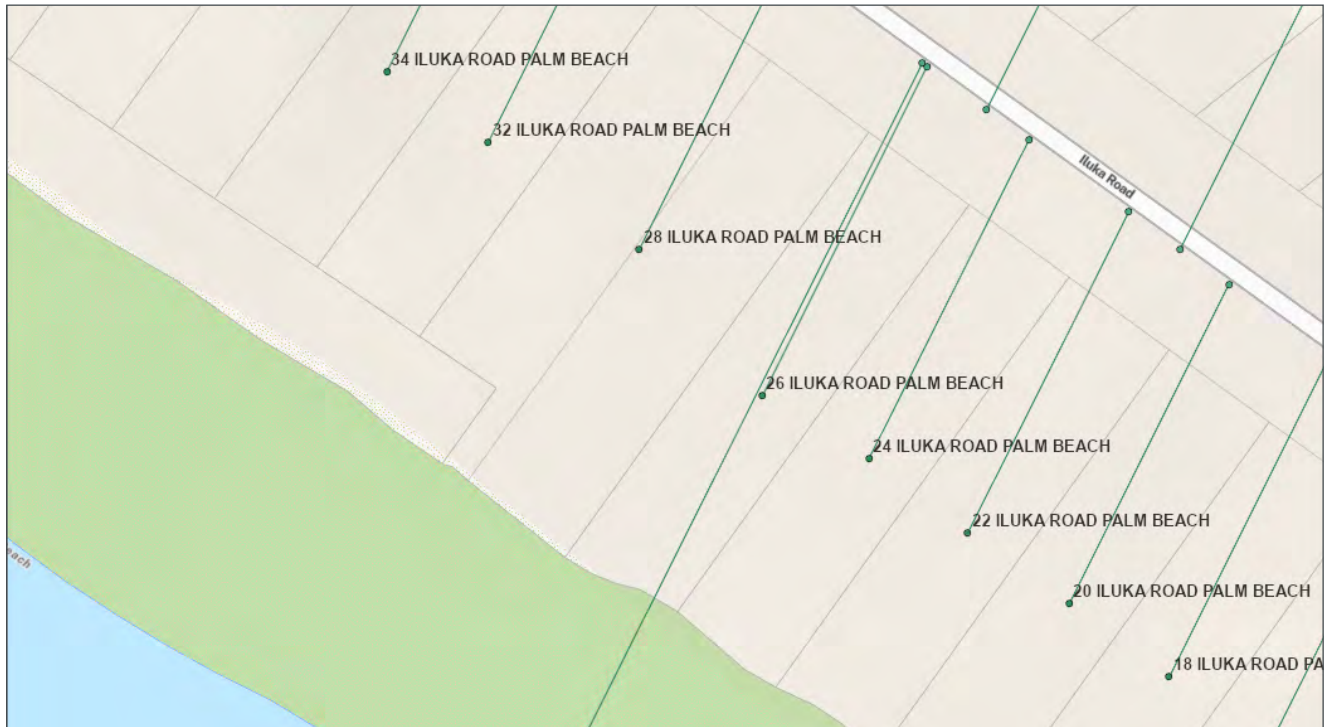 34 ILUKA ROAD PALM BEACH
32 ILUKA ROAD PALM BEACH
Iluka Road
28 ILUKA ROAD PALM BEACH
26 ILUKA ROAD PALM BEACH
24 ILUKA ROAD PALM BEACH
22 ILUKA ROAD PALM BEACH
each
20 ILUKA ROAD PALM BEACH
18 ILUKA ROAD PA